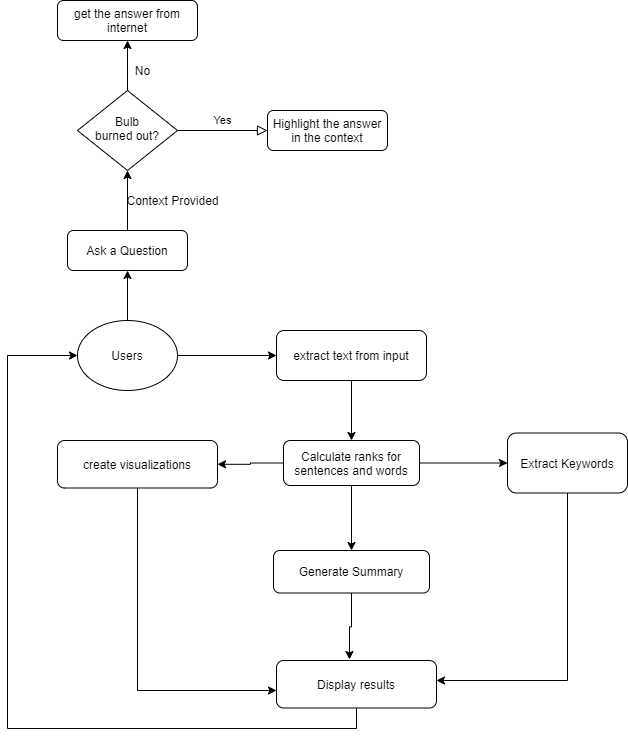 get the answer from
internet
No
Bulb
burned out?
Yes
Highlight the answer
in the context
Context Provided
Ask a Question
Users
extract text from input
create visualizations
Calculate ranks for
sentences and words
Extract Keywords
Generate Summary
Display results